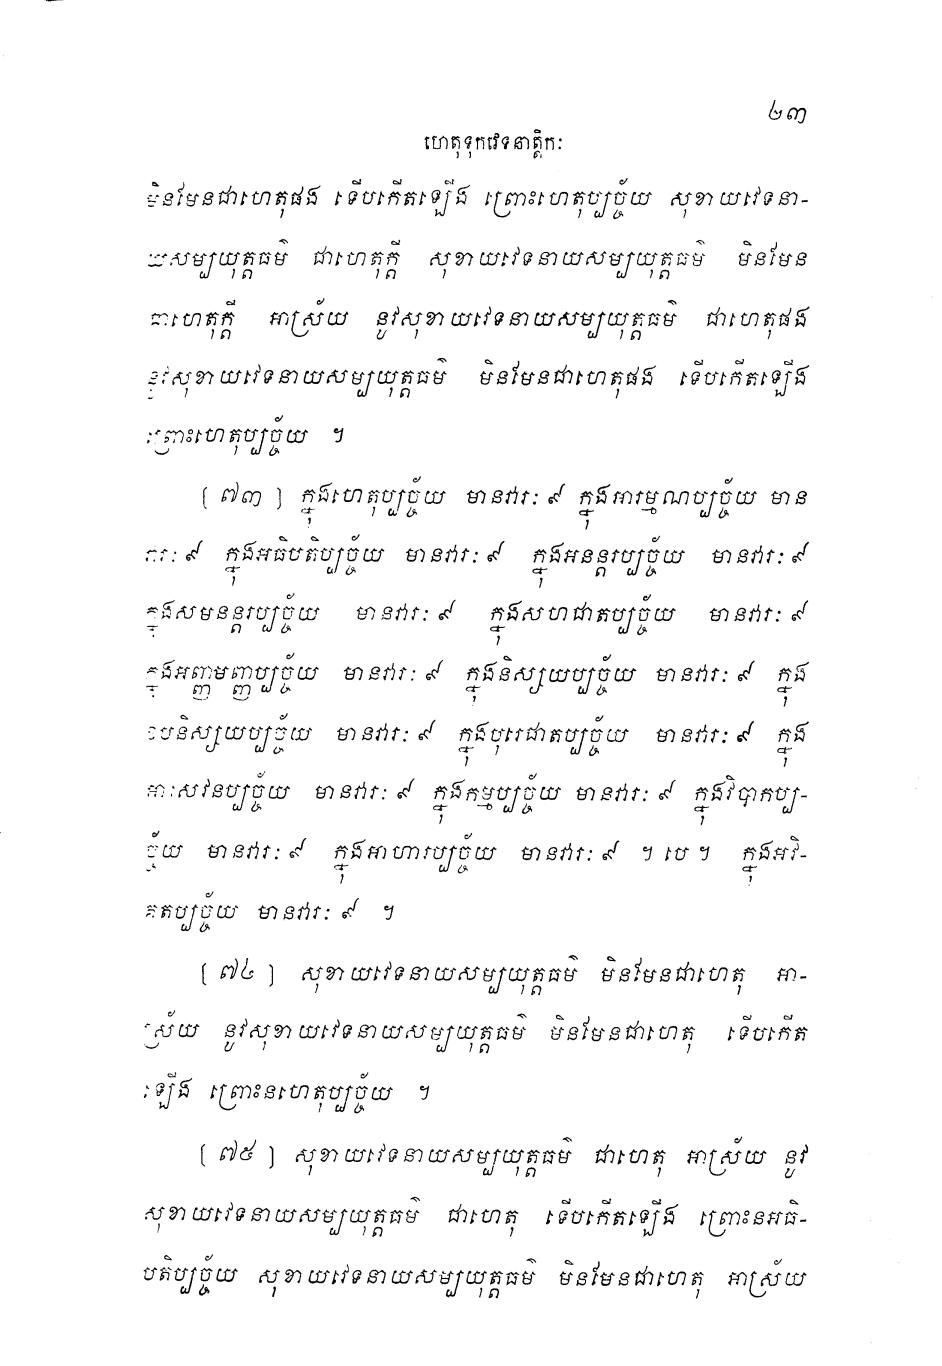 ២៣
ហេតុទុកវេទនាត្តិកៈ
មិនមែនជាហេតុផង ទើបកើតឡើង ព្រោះហេតុប្បច្ច័យ សុខាយវេទនា-
យសម្បយុត្តធម៌ ជាហេតុក្តី សុខាយវេទនាយសម្បយុត្តធម៌ មិនមែន
ជាហេតុក្តី អាស្រ័យ នូវសុខាយវេទនាយសម្បយុត្តធម៌ ជាហេតុផង
នូវសុខាយវេទនាយសម្បយុត្តធម៌ មិនមែនជាហេតុផង ទើបកើតឡើង
ព្រោះហេតុប្បច្ច័យ ។
[ ៧៣ ] ក្នុងហេតុប្បច្ច័យ មានវារៈ ៩ ក្នុងអារម្មណប្បច្ច័យ មាន
វារៈ ៩ ក្នុងអធិបតិប្បច្ច័យ មានវារៈ ៩ ក្នុងអនន្តរប្បច្ច័យ មានវារៈ ៩
ក្នុងសមនន្តរប្បច្ច័យ មានវារៈ ៩ ក្នុងសហជាតប្បច្ច័យ មានវារៈ ៩
ក្នុងអញ្ញមញ្ញប្បច្ច័យ មានវារៈ ៩ ក្នុងនិស្សយប្បច្ច័យ មានវារៈ ៩ ក្នុង
ឧបនិស្សយប្បច្ច័យ មានវារៈ ៩ ក្នុងបុរេជាតប្បច្ច័យ មានវារៈ ៩ ក្នុង
អាសេវនប្បច្ច័យ មានវារៈ ៩ ក្នុងកម្មប្បច្ច័យ មានវារៈ ៩ ក្នុងវិបាកប្ប-
ច្ច័យ មានវារៈ ៩ ក្នុងអាហារប្បច្ច័យ មានវារៈ ៩ ។ បេ ។ ក្នុងអវិ-
គតប្បច្ច័យ មានវារៈ ៩ ។
[ ៧៤ ] សុខាយវេទនាយសម្បយុត្តធម៌ មិនមែនជាហេតុ អា-
ស្រ័យ នូវសុខាយវេទនាយសម្បយុត្តធម៌ មិនមែនជាហេតុ ទើបកើត
ឡើង ព្រោះនហេតុប្បច្ច័យ ។
[ ៧៥ ] សុខាយវេទនាយសម្បយុត្តធម៌ ជាហេតុ អាស្រ័យ នូវ
សុខាយវេទនាយសម្បយុត្តធម៌ ជាហេតុ ទើបកើតឡើង ព្រោះនអធិ-
បតិប្បច្ច័យ សុខាយវេទនាយសម្បយុត្តធម៌ មិនមែនជាហេតុ អាស្រ័យ